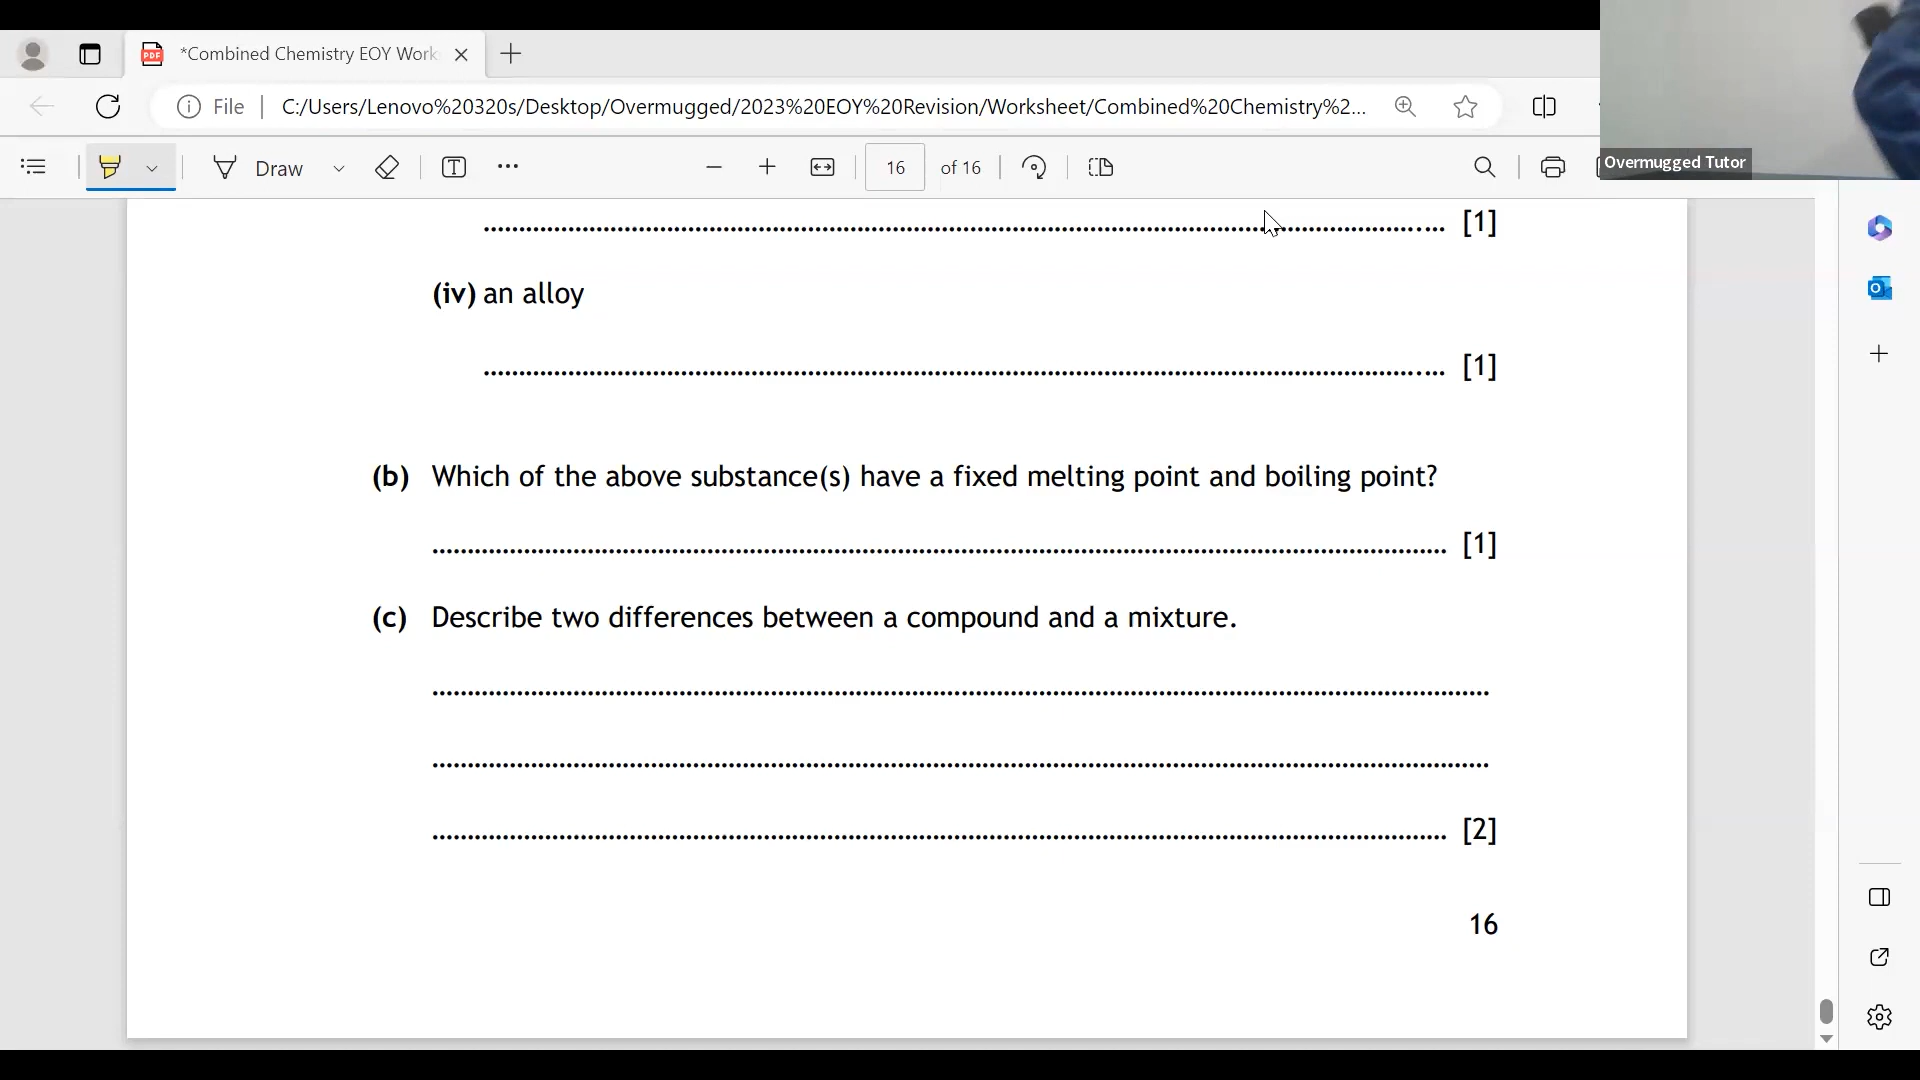 *Combined Chemistry EOY Work
File
C:/Users/Lenovo%20320s/Desktop/Overmugged/2023%20EOY%20Revision/Worksheet/Combined%20Chemistry%2...
Draw
16 of 16
Overmugged Tutor
[1]
(iv) an alloy
[1]
(b) Which of the above substance(s) have a fixed melting point and boiling point?
[1]
(c) Describe two differences between a compound and a mixture.
[2]
16